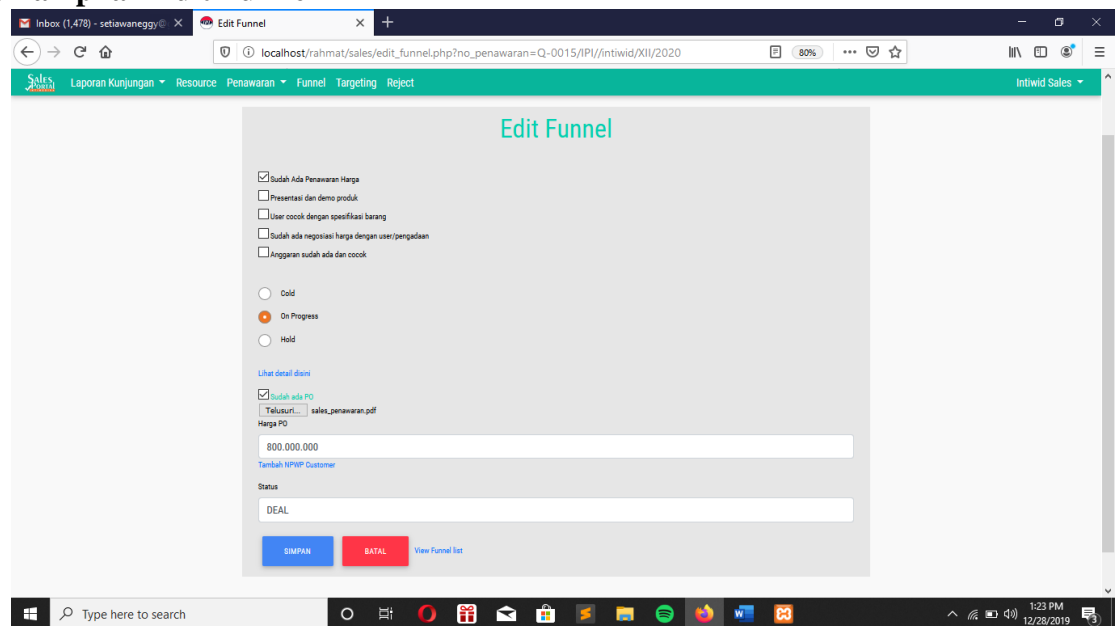 Inbox (1,478) - setiawaneggy@
Edit Funnel
localhost/rahmat/sales/edit_funnel.php?no_penawaran=Q-0015/IPI//intiwid/XII/2020
80%
Sales Portal Laporan Kunjungan Resource Penawaran Funnel Targeting Reject Intiwid Sales
Edit Funnel
Sudah Ada Penawaran Harga
Presentasi dan demo produk
User cocok dengan spesifikasi barang
Sudah ada negosiasi harga dengan user/pengadaan
Anggaran sudah ada dan cocok
Cold
On Progress
Hold
Lihat detail disini
Sudah ada PO
Telusuri... sales_penawaran.pdf
Harga PO
800.000.000
Tambah NPWP Customer
Status
DEAL
SIMPAN BATAL View Funnel list
Type here to search
1:23 PM
12/28/2019
3